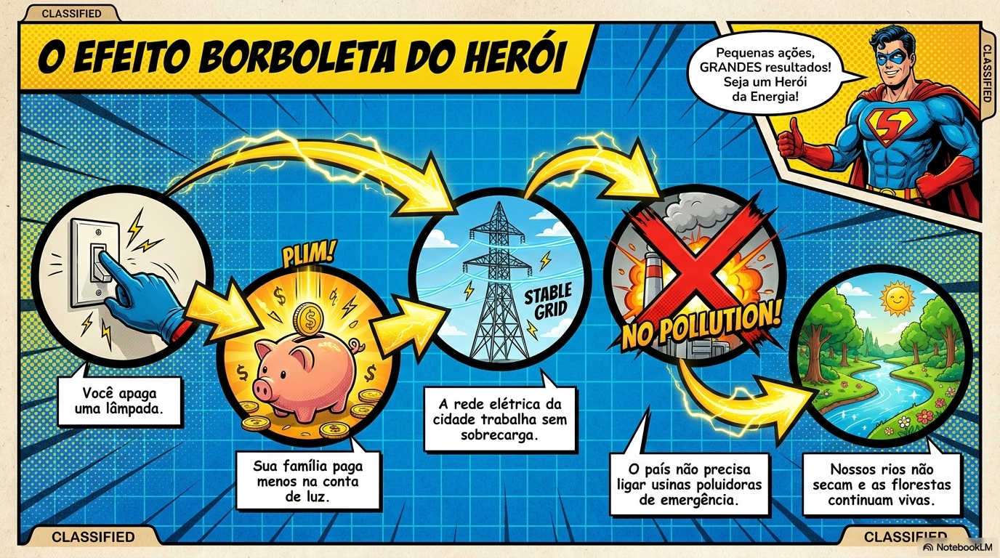 CLASSIFIED
O EFEITO BORBOLETA DO HERÓI
Pequenas ações,
GRANDES resultados!
Seja um Herói
da Energia!
CLASSIFIED
S
PLIM!
$
$
$
$
$
STABLE
GRID
NO POLLUTION!
Você apaga
uma lâmpada.
Sua família paga
menos na conta
de luz.
A rede elétrica da
cidade trabalha sem
sobrecarga.
O país não precisa
ligar usinas poluidoras
de emergência.
Nossos rios não
secam e as florestas
continuam vivas.
CLASSIFIED
CLASSIFIED
NotebookLM